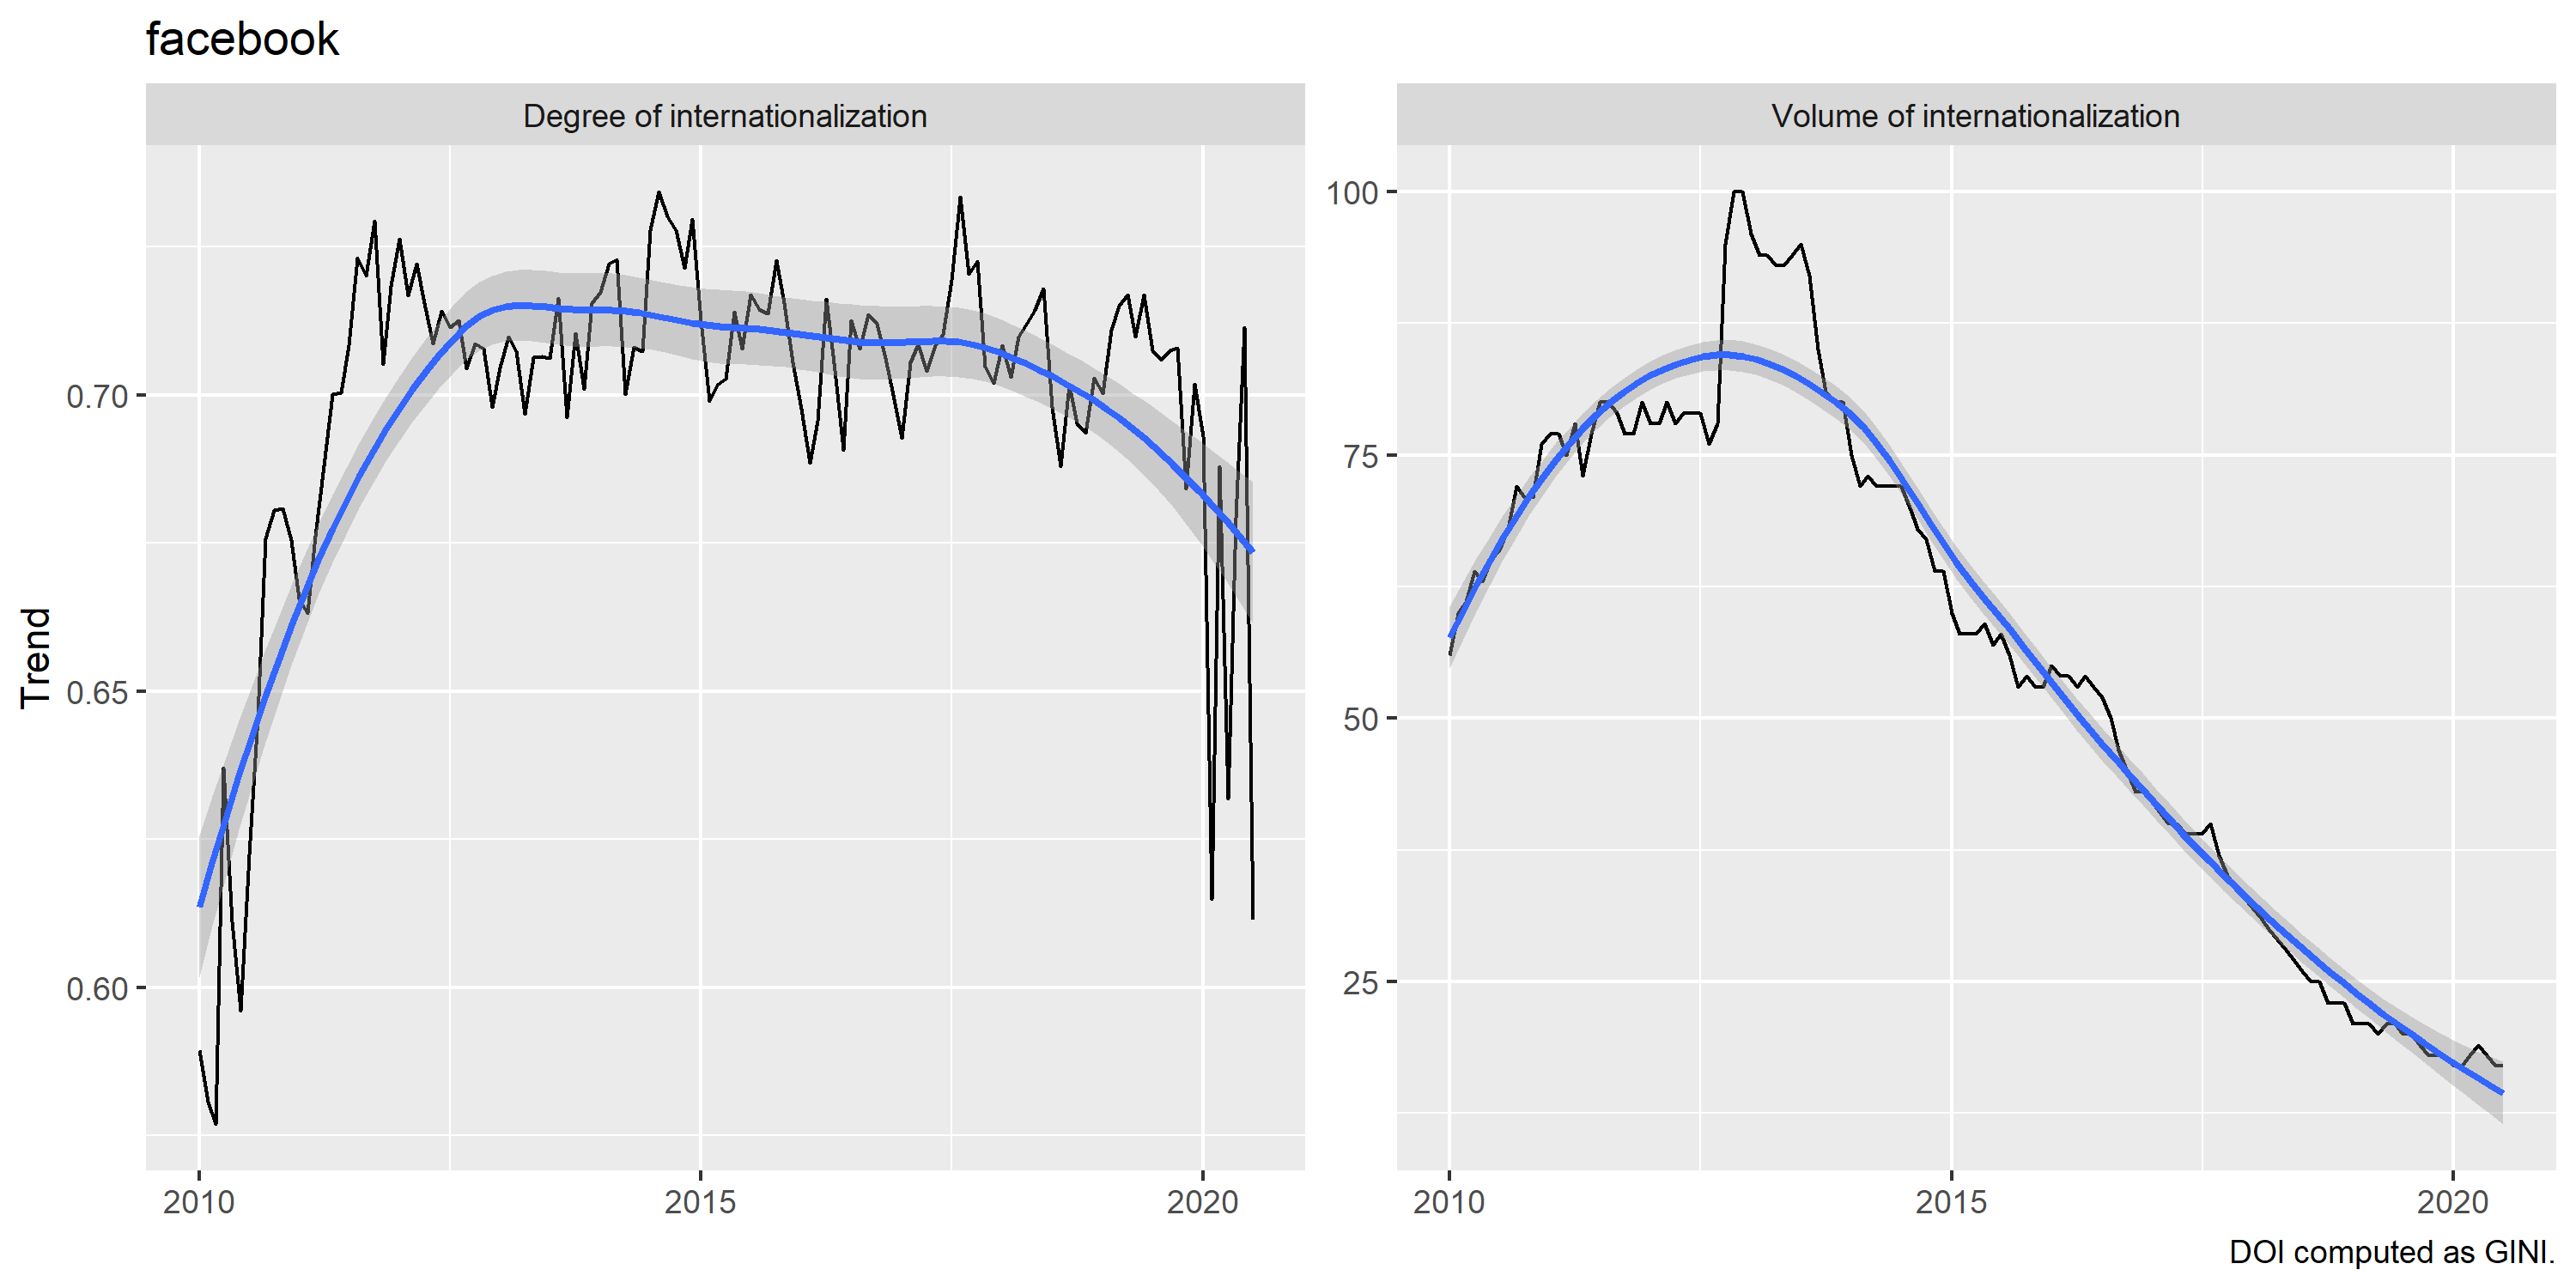 facebook
Degree of internationalization
Volume of internationalization
Trend
0.70
0.65
0.60
100
75
50
25
2010 2015 2020
2010 2015 2020
DOI computed as GINI.